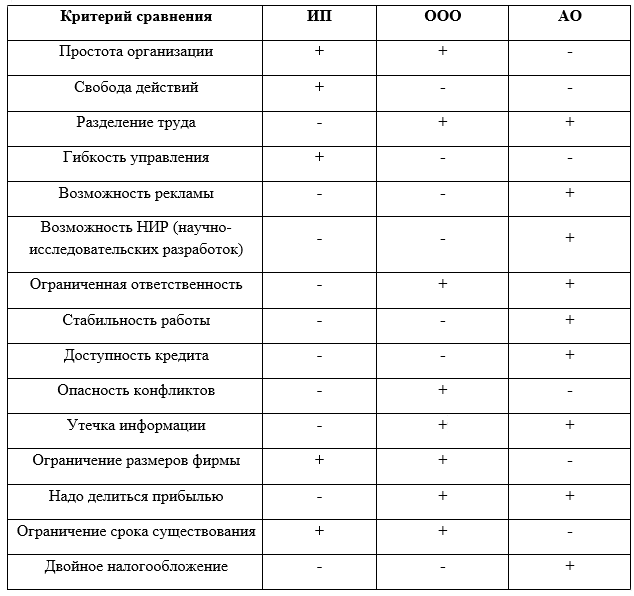 Критерий сравнения ИП ООО АО
Простота организации + + -
Свобода действий + - -
Разделение труда - + +
Гибкость управления + - -
Возможность рекламы - - +
Возможность НИР (научно-
исследовательских разработок) - - +
Ограниченная ответственность - + +
Стабильность работы - - +
Доступность кредита - - +
Опасность конфликтов - + -
Утечка информации - + +
Ограничение размеров фирмы + + -
Надо делиться прибылью - + +
Ограничение срока существования + + -
Двойное налогообложение - - +